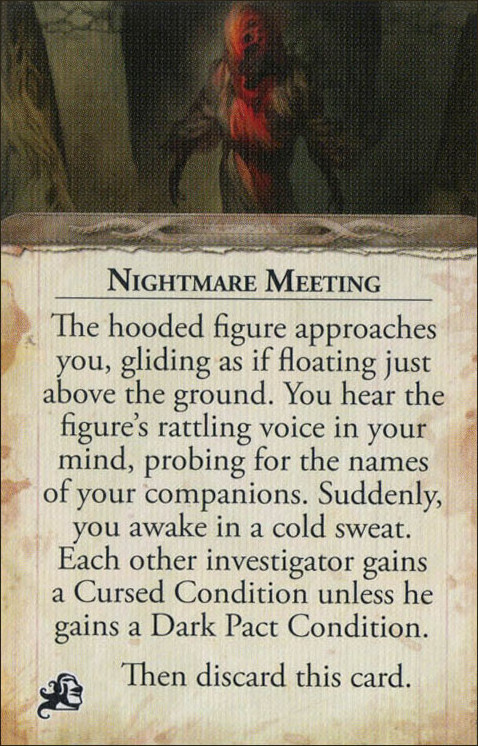 Nightmare Meeting
The hooded figure approaches
you, gliding as if floating just
above the ground. You hear the
figure's rattling voice in your
mind, probing for the names
of your companions. Suddenly,
you awake in a cold sweat.
Each other investigator gains
a Cursed Condition unless he
gains a Dark Pact Condition.
Then discard this card.